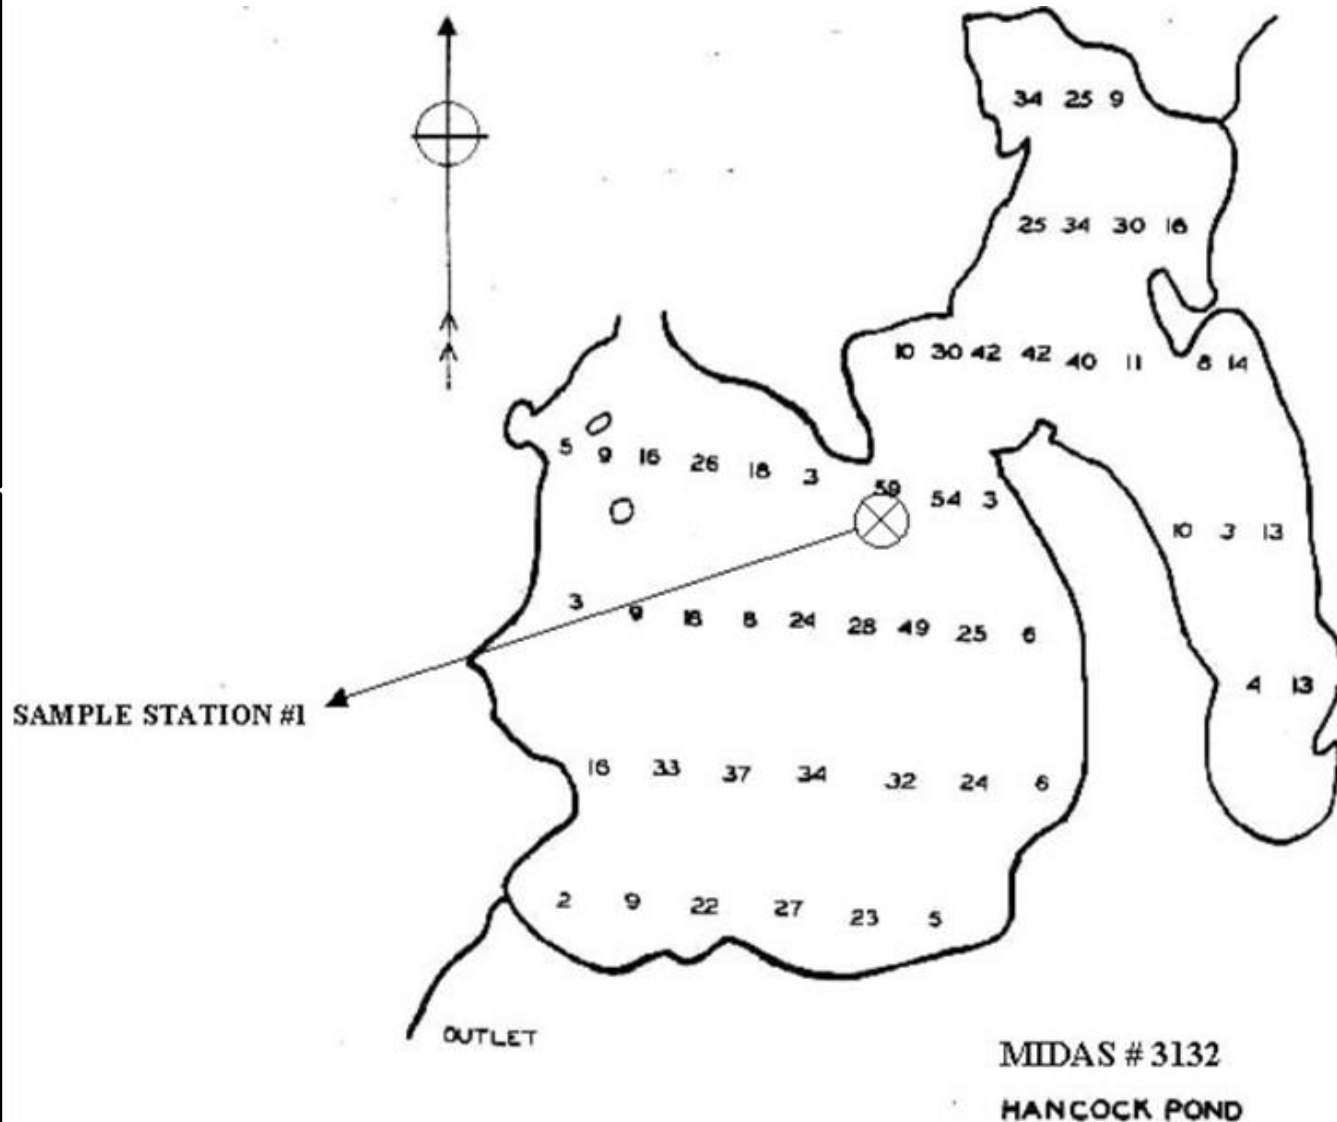 34 25 9
25 34 30 18
10 30 42 42 40 11 8 14
5 9 16 26 18 3
59 54 3
10 3 13
3 9 18 8 24 28 49 25 6
4 13
SAMPLE STATION #1
16 33 37 34 32 24 6
2 9 22 27 23 5
OUTLET
MIDAS # 3132
HANCOCK POND